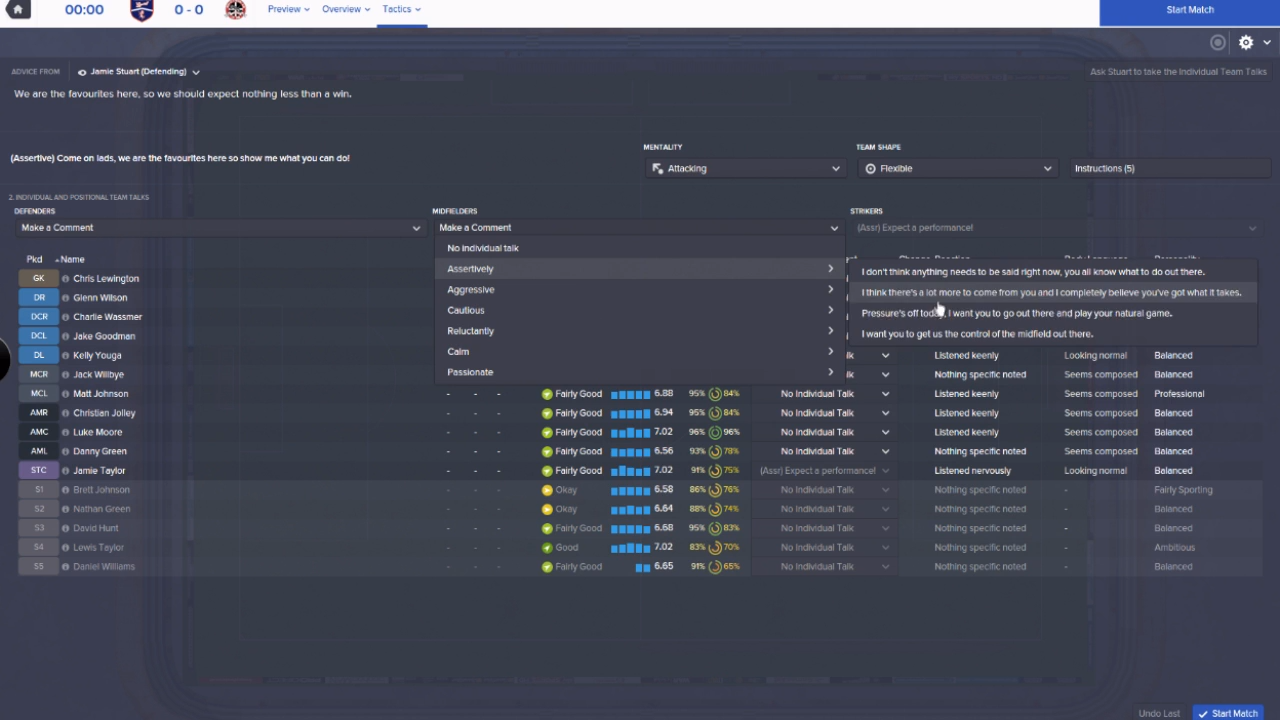 00:00
0 - 0
Preview
Overview
Tactics
Start Match
ADVICE FROM
Jamie Stuart (Defending)
Ask Stuart to take the Individual Team Talks
We are the favourites here, so we should expect nothing less than a win.
(Assertive) Come on lads, we are the favourites here so show me what you can do!
MENTALITY
TEAM SHAPE
Attacking
Flexible
Instructions (5)
2. INDIVIDUAL AND POSITIONAL TEAM TALKS
DEFENDERS
MIDFIELDERS
STRIKERS
Make a Comment
Make a Comment
(Assr) Expect a performance!
No individual talk
Assertively
Aggressive
Cautious
Reluctantly
Calm
Passionate
I don't think anything needs to be said right now, you all know what to do out there.
I think there's a lot more to come from you and I completely believe you've got what it takes.
Pressure's off today, I want you to go out there and play your natural game.
I want you to get us the control of the midfield out there.
Pkd Name
GK Chris Lewington
DR Glenn Wilson
DCR Charlie Wassmer
DCL Jake Goodman
DL Kelly Youga Listened keenly Looking normal Balanced
MCR Jack Willbye Nothing specific noted Seems composed Balanced
MCL Matt Johnson - - - Fairly Good 6.88 95% 84% No Individual Talk Listened keenly Seems composed Professional
AMR Christian Jolley - - - Fairly Good 6.94 95% 84% No Individual Talk Listened keenly Seems composed Balanced
AMC Luke Moore - - - Fairly Good 7.02 96% 96% No Individual Talk Listened keenly Seems composed Balanced
AML Danny Green - - - Fairly Good 6.56 93% 78% No Individual Talk Nothing specific noted Seems composed Balanced
STC Jamie Taylor - - - Fairly Good 7.02 91% 75% (Assr) Expect a performance! Listened nervously Looking normal Balanced
S1 Brett Johnson - - - Okay 6.58 86% 76% No Individual Talk Nothing specific noted - Fairly Sporting
S2 Nathan Green - - - Okay 6.64 88% 74% No Individual Talk Nothing specific noted - Balanced
S3 David Hunt - - - Fairly Good 6.68 95% 83% No Individual Talk Nothing specific noted - Balanced
S4 Lewis Taylor - - - Good 7.02 83% 70% No Individual Talk Nothing specific noted - Ambitious
S5 Daniel Williams - - - Fairly Good 6.65 91% 65% No Individual Talk Nothing specific noted - Balanced
Undo Last
Start Match